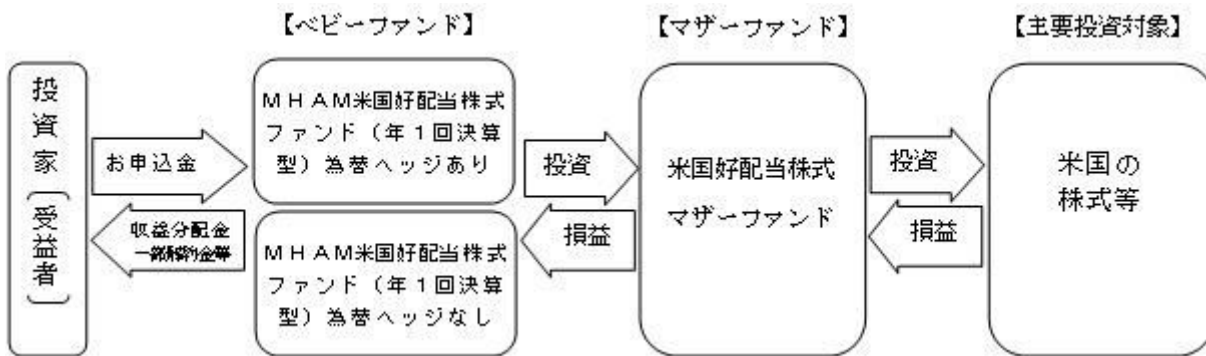 【ベビーファンド】
【マザーファンド】
【主要投資対象】
投資家（受益者）
お申込金
収益分配金
MHAM米国好配当株式
ファンド（年1回決算
型）為替ヘッジあり
MHAM米国好配当株式
ファンド（年1回決算
型）為替ヘッジなし
投資
損益
米国好配当株式
マザーファンド
投資
損益
米国の
株式等